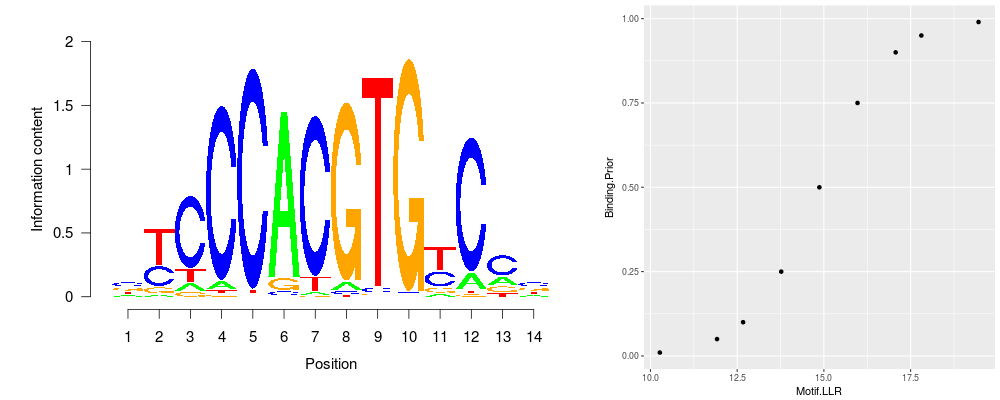 Information content
2
1.5
1
0.5
0
1 2 3 4 5 6 7 8 9 10 11 12 13 14
Position
T C C C A C G T G T C C
C T C A
Binding.Prior
1.00
0.75
0.50
0.25
0.00
10.0 12.5 15.0 17.5
Motif.LLR